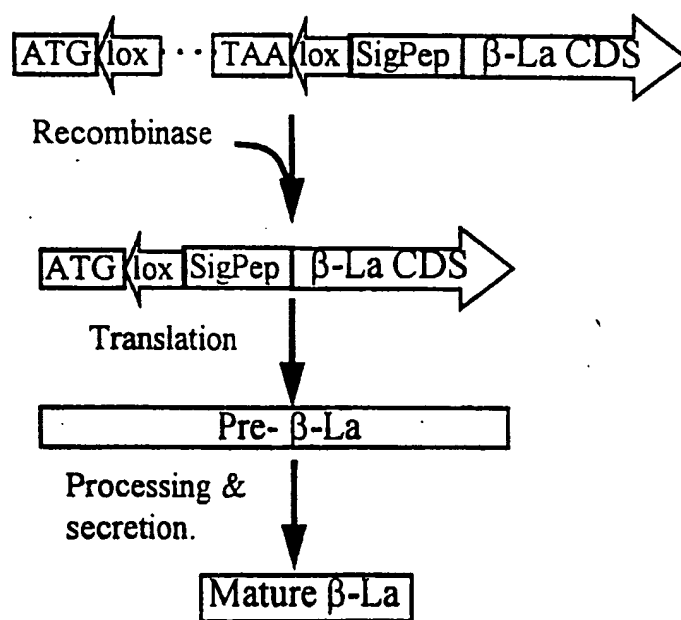 ATG lox ··· TAA lox SigPep β-La CDS
Recombinase
ATG lox SigPep β-La CDS
Translation
Pre- β-La
Processing &
secretion.
Mature β-La